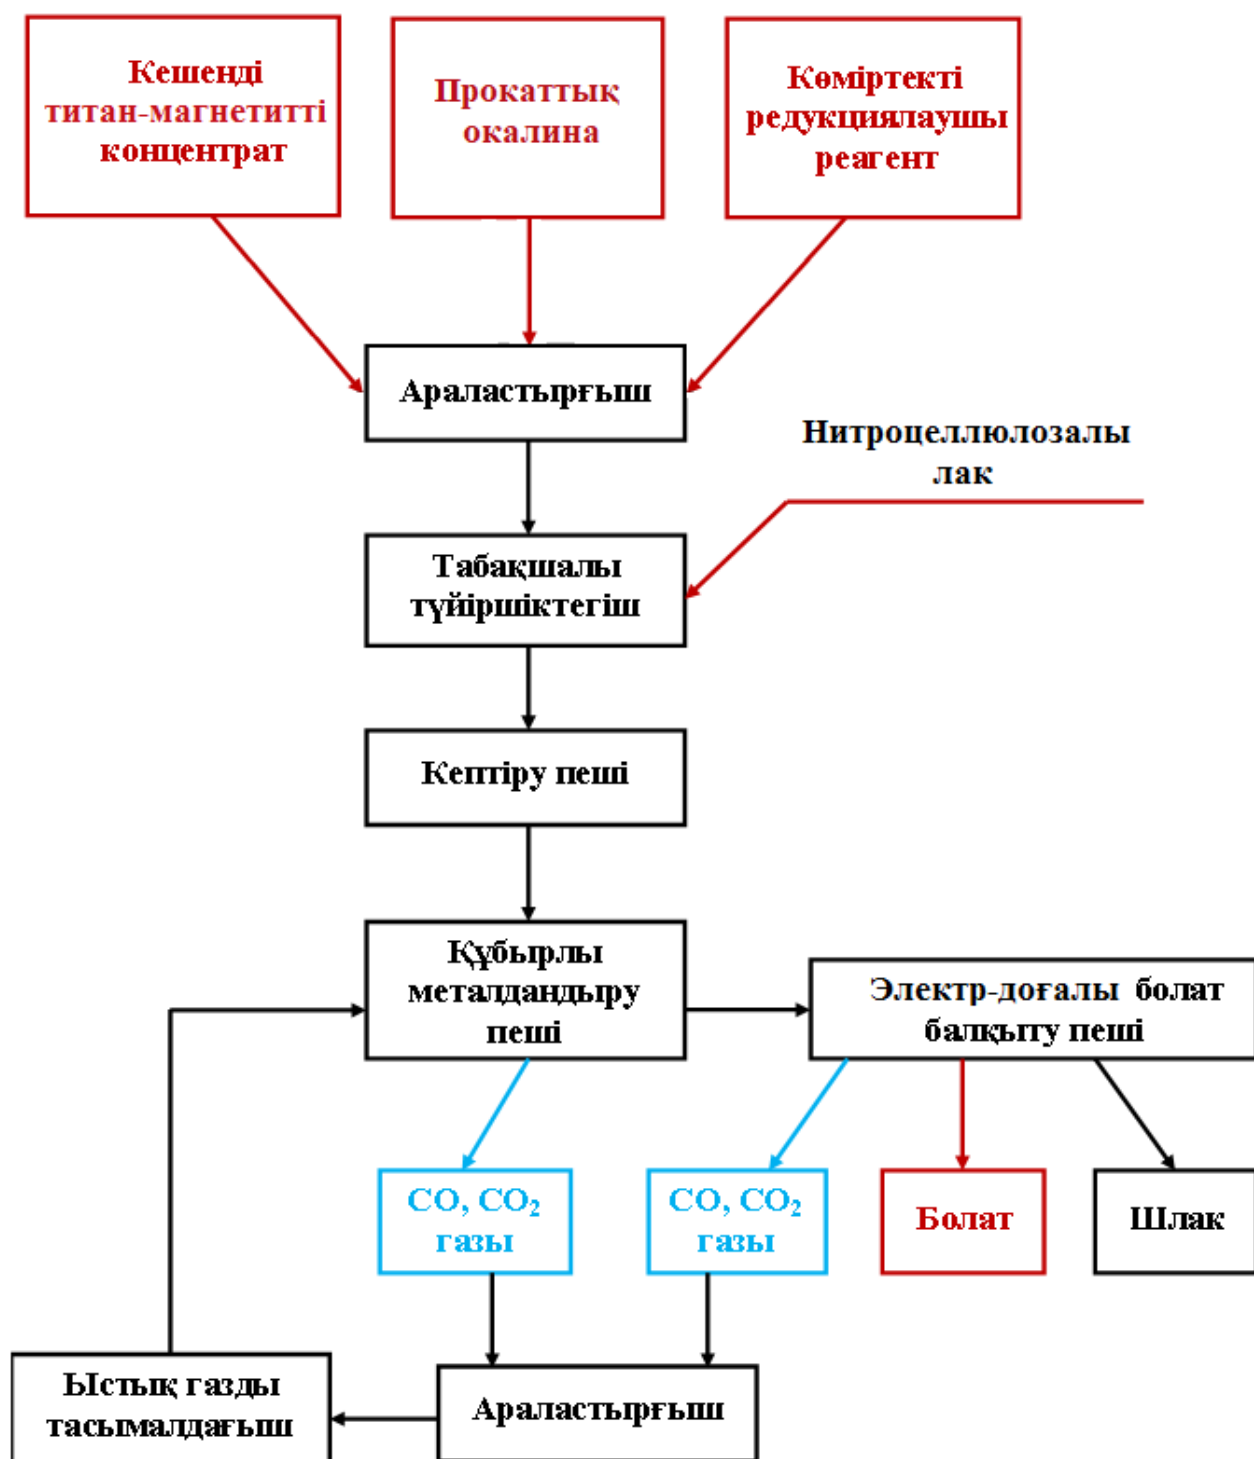 Кешенді
титан-магнетитті
концентрат
Прокаттық
окалина
Көміртекті
редукциялаушы
реагент
Араластырғыш
Нитроцеллюлозалы
лак
Табақшалы
түйіршіктегіш
Кептіру пеші
Құбырлы
металдандыру
пеші
Электр-доғалы болат
балқыту пеші
CO, CO₂
газы
CO, CO₂
газы
Болат
Шлак
Ыстық газды
тасымалдағыш
Араластырғыш